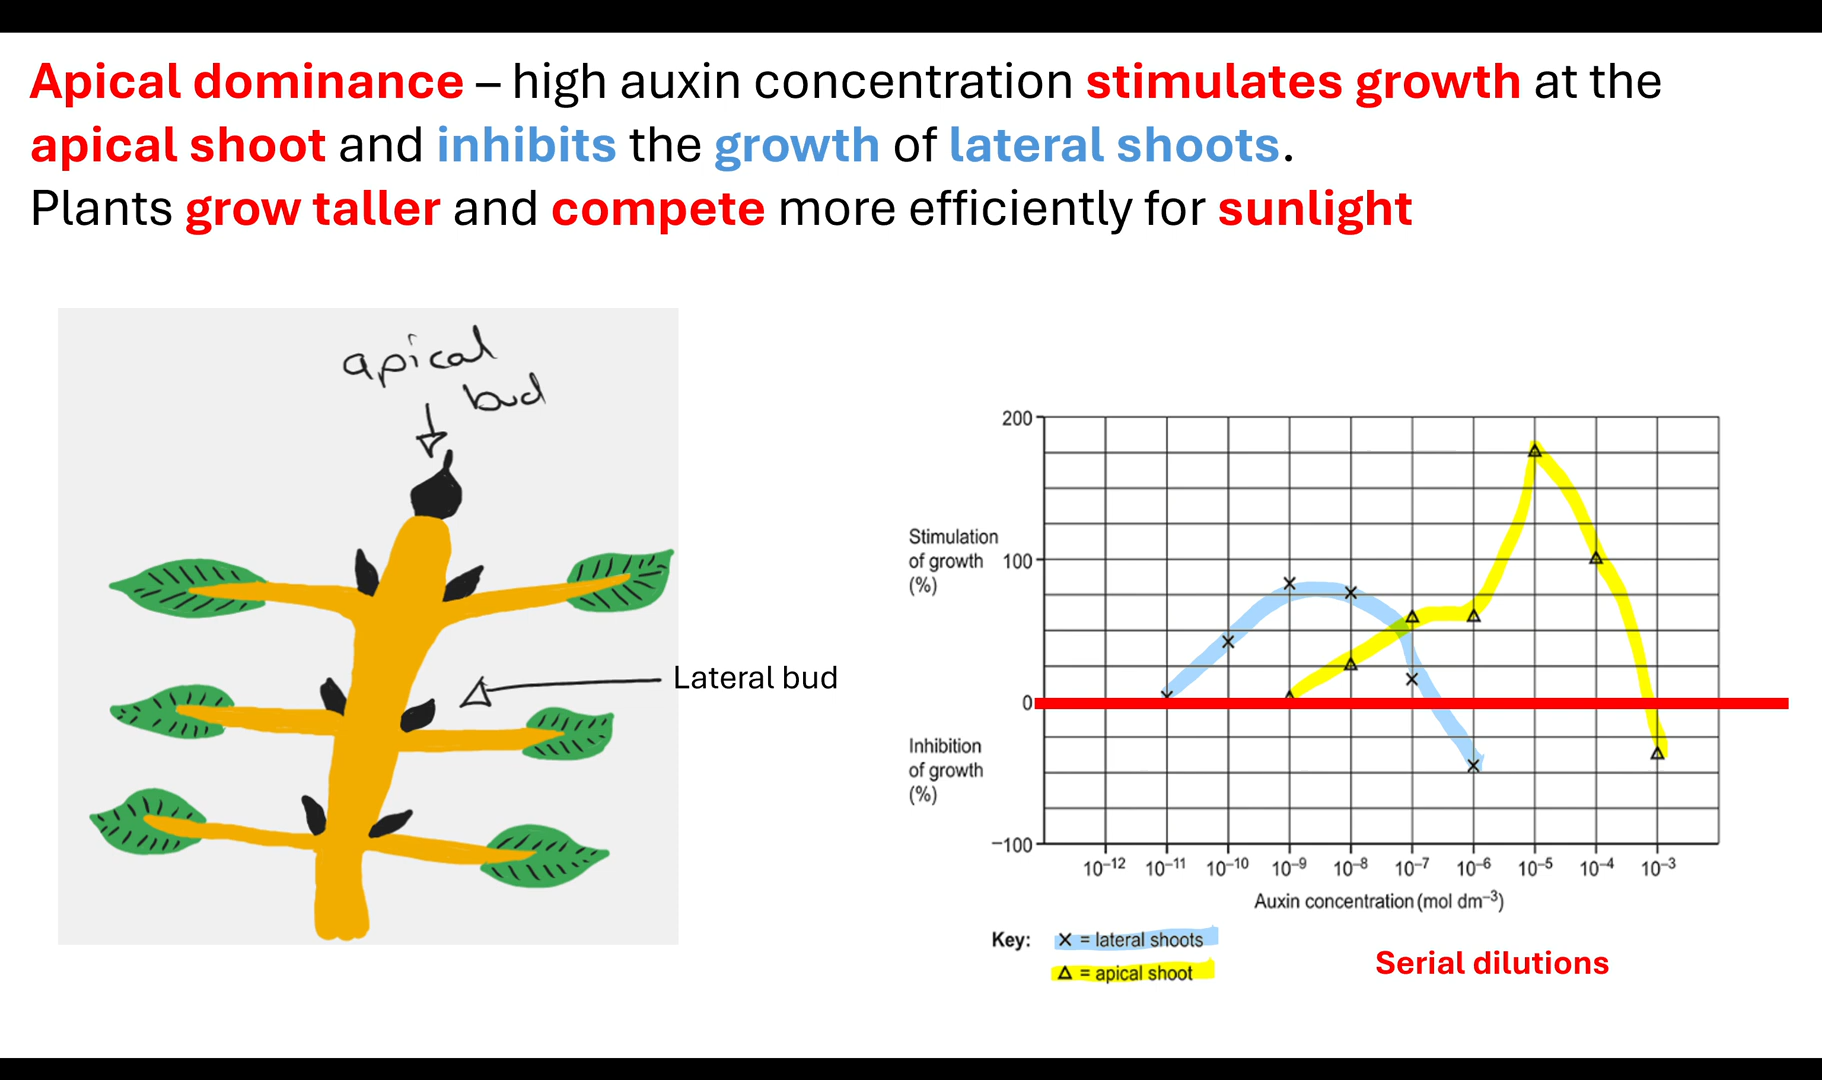 Apical dominance – high auxin concentration stimulates growth at the
apical shoot and inhibits the growth of lateral shoots.
Plants grow taller and compete more efficiently for sunlight
apical
bud
Lateral bud
200
Stimulation
of growth
(%)
100
0
Inhibition
of growth
(%)
−100
10⁻¹² 10⁻¹¹ 10⁻¹⁰ 10⁻⁹ 10⁻⁸ 10⁻⁷ 10⁻⁶ 10⁻⁵ 10⁻⁴ 10⁻³
Auxin concentration (mol dm⁻³)
Key: × = lateral shoots
△ = apical shoot
Serial dilutions